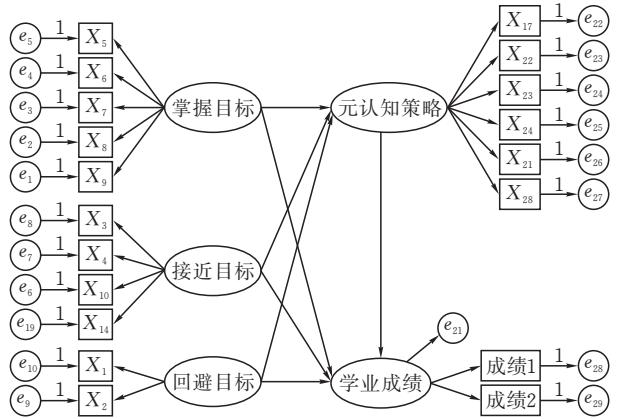 e₅ 1 X₅
e₄ 1 X₆
e₃ 1 X₇
e₂ 1 X₈
e₁ 1 X₉
掌握目标
e₈ 1 X₃
e₇ 1 X₄
e₆ 1 X₁₀
e₁₉ 1 X₁₄
接近目标
e₁₀ 1 X₁
e₉ 1 X₂
回避目标
元认知策略
X₁₇ 1 e₂₂
X₂₂ 1 e₂₃
X₂₃ 1 e₂₄
X₂₄ 1 e₂₅
X₂₁ 1 e₂₆
X₂₈ 1 e₂₇
e₂₁
学业成绩
成绩1 1 e₂₈
成绩2 1 e₂₉